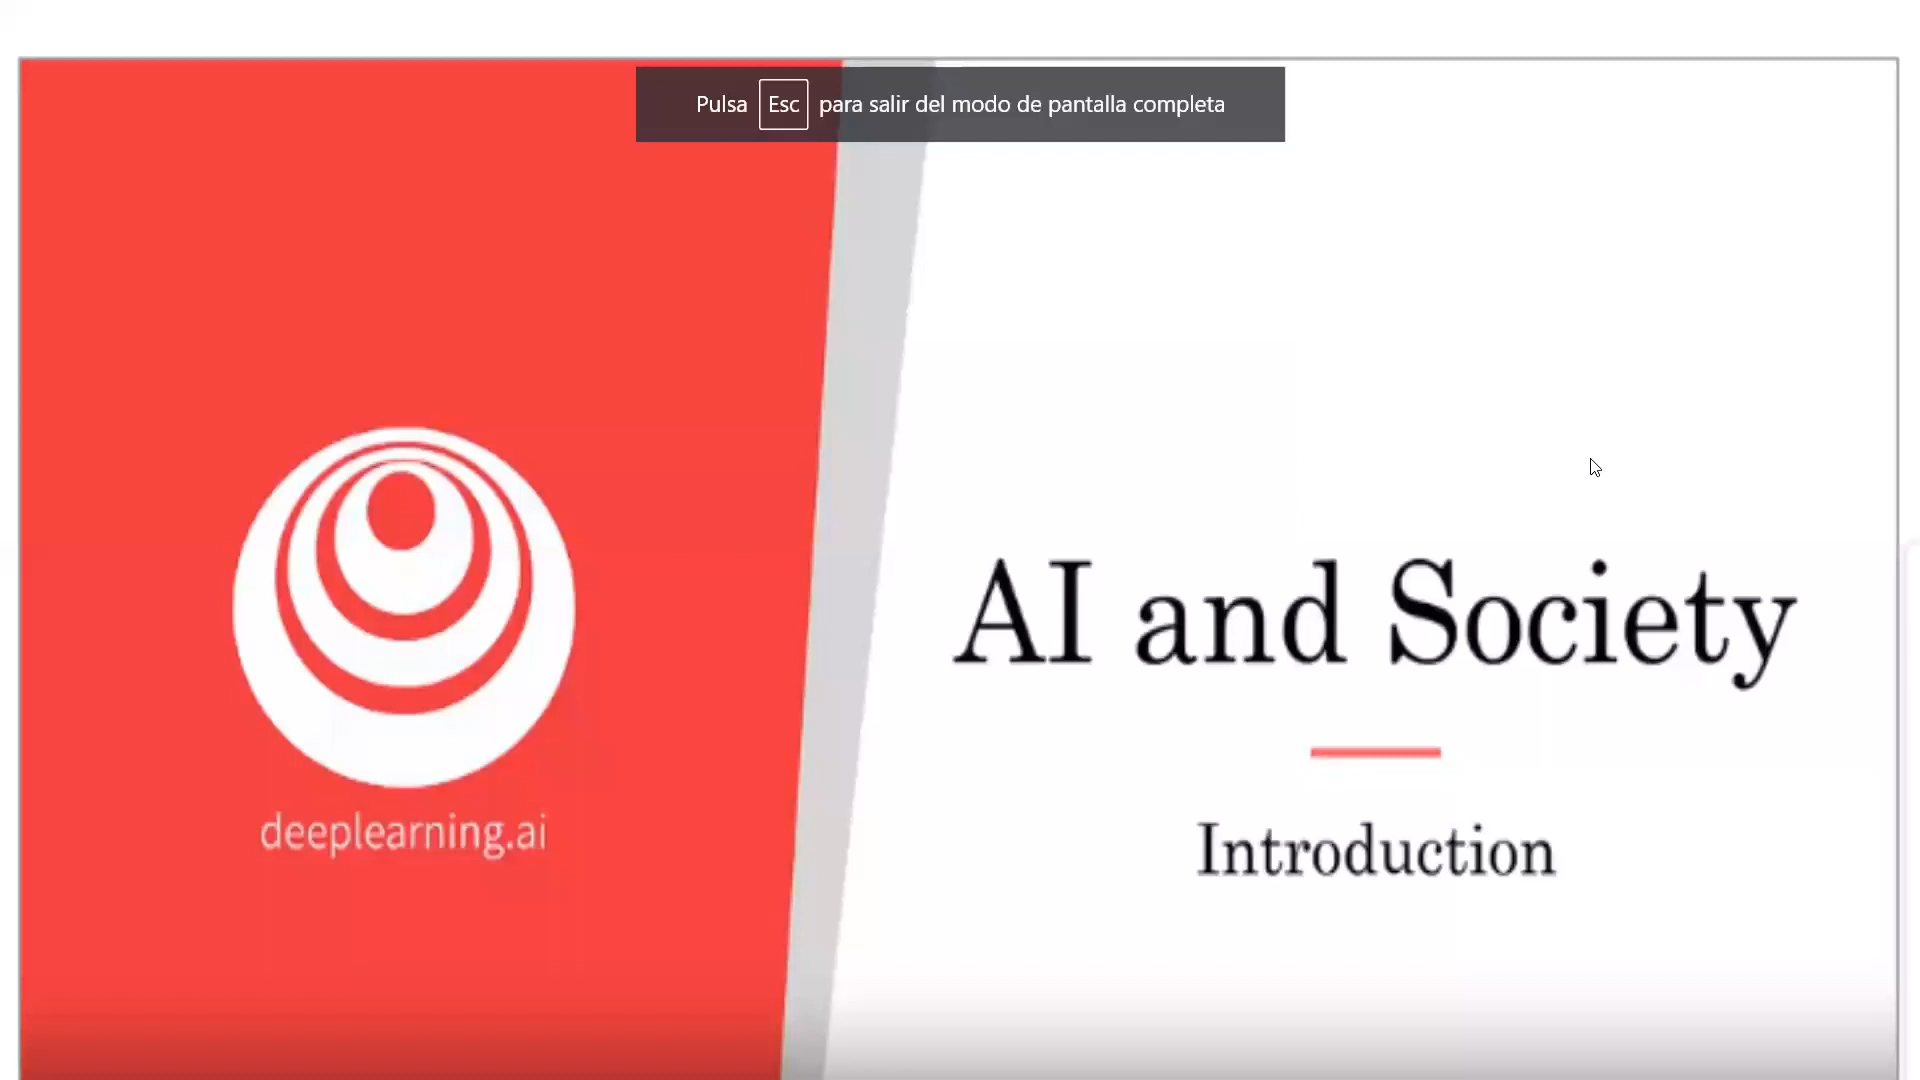 Pulsa Esc para salir del modo de pantalla completa
deeplearning.ai
AI and Society
Introduction